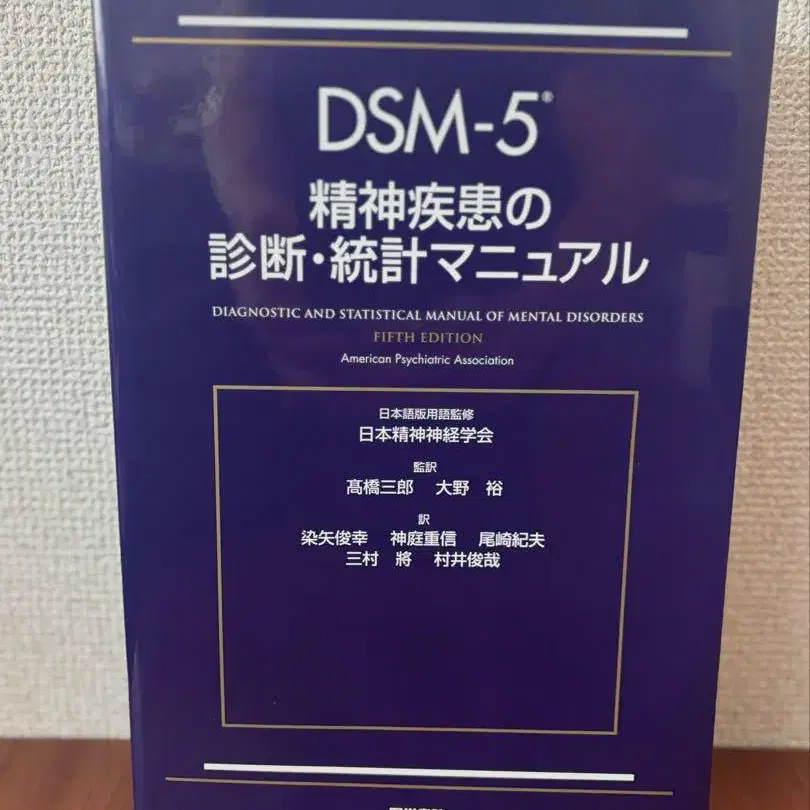 DSM-5®
精神疾患の
診断・統計マニュアル
DIAGNOSTIC AND STATISTICAL MANUAL OF MENTAL DISORDERS
FIFTH EDITION
American Psychiatric Association
日本語版用語監修
日本精神神経学会
監訳
髙橋三郎 大野 裕
訳
染矢俊幸 神庭重信 尾崎紀夫
三村 將 村井俊哉